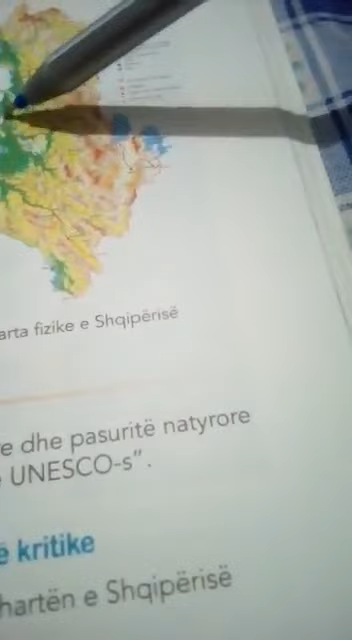 arta fizike e Shqipërisë
e dhe pasuritë natyrore
UNESCO-s".
ë kritike
hartën e Shqipërisë